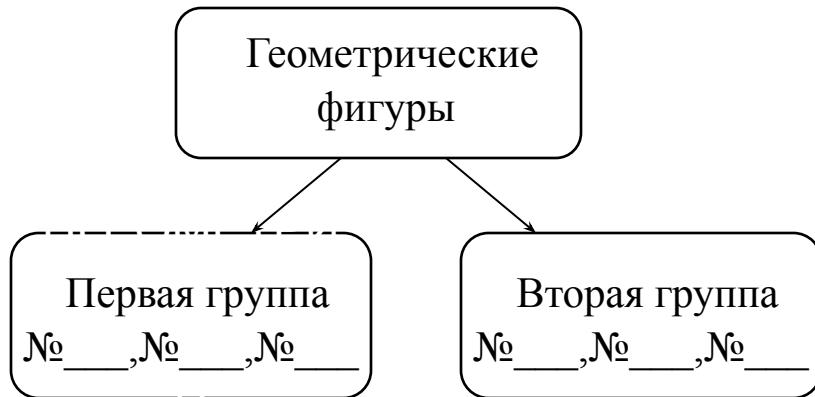 Геометрические
фигуры
Первая группа
№___,№___,№___
Вторая группа
№___,№___,№___